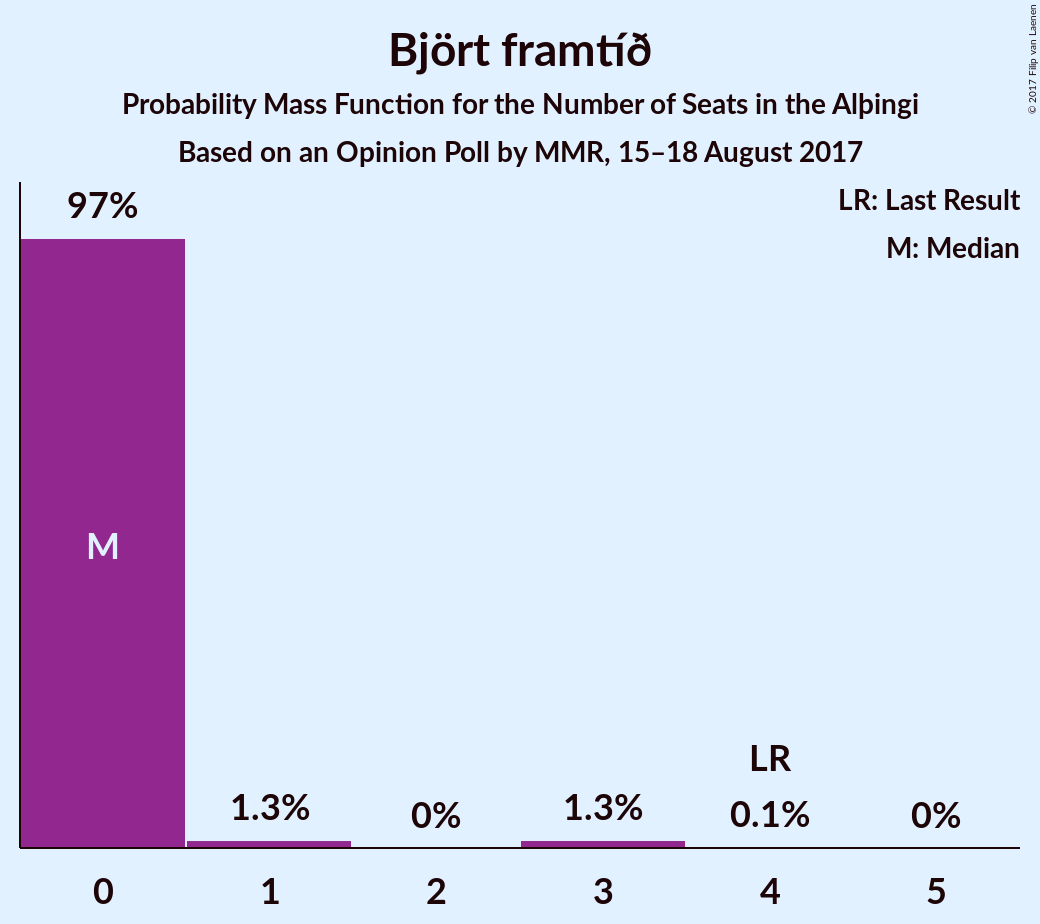 Björt framtíð
Probability Mass Function for the Number of Seats in the Alþingi
Based on an Opinion Poll by MMR, 15–18 August 2017
© 2017 Filip van Laenen
LR: Last Result
M: Median
97%
M
LR
1.3%
0%
1.3%
0.1%
0%
0
1
2
3
4
5